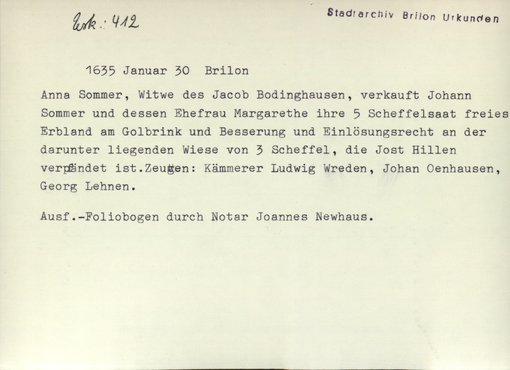 Urk.: 412
Stadtarchiv Brilon Urkunden
1635 Januar 30 Brilon
Anna Sommer, Witwe des Jacob Bodinghausen, verkauft Johann
Sommer und dessen Ehefrau Margarethe ihre 5 Scheffelsaat freies
Erbland am Golbrink und Besserung und Einlösungsrecht an der
darunter liegenden Wiese von 3 Scheffel, die Jost Hillen
verpfändet ist.Zeugen: Kämmerer Ludwig Wreden, Johan Oenhausen,
Georg Lehnen.
Ausf.-Foliobogen durch Notar Joannes Newhaus.